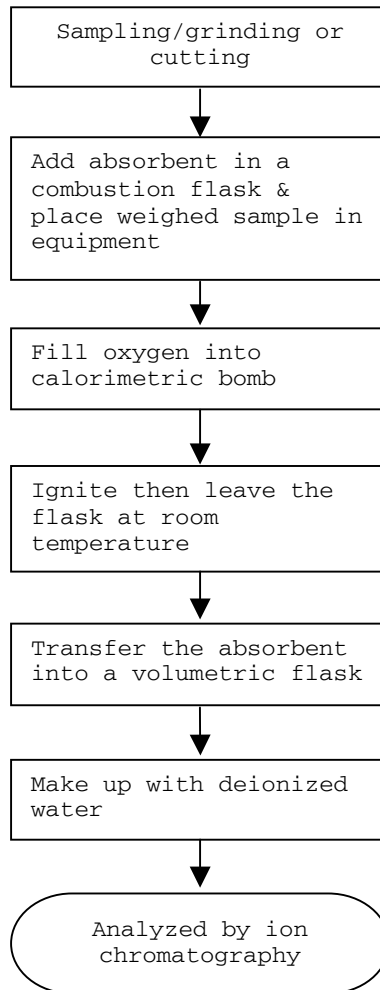 Sampling/grinding or
cutting
Add absorbent in a
combustion flask &
place weighed sample in
equipment
Fill oxygen into
calorimetric bomb
Ignite then leave the
flask at room
temperature
Transfer the absorbent
into a volumetric flask
Make up with deionized
water
Analyzed by ion
chromatography